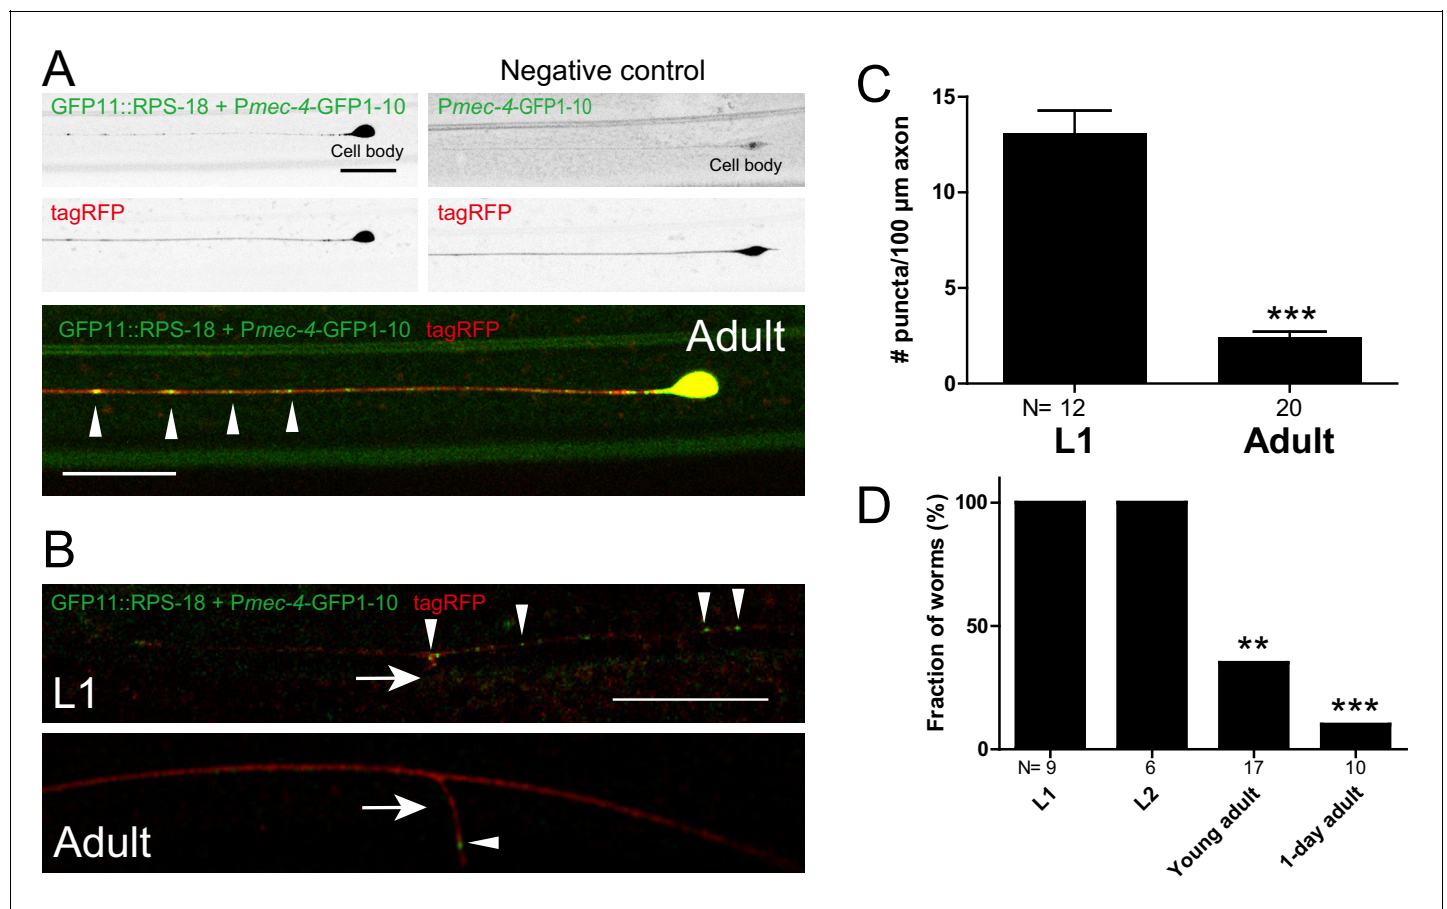 A
Negative control
GFP11::RPS-18 + Pmec-4-GFP1-10
Pmec-4-GFP1-10
Cell body
Cell body
tagRFP
tagRFP
GFP11::RPS-18 + Pmec-4-GFP1-10 tagRFP
Adult
B
GFP11::RPS-18 + Pmec-4-GFP1-10 tagRFP
L1
Adult
C
# puncta/100 µm axon
15
10
5
0
***
N= 12
20
L1
Adult
D
Fraction of worms (%)
100
50
0
**
***
N= 9
6
17
10
L1
L2
Young adult
1-day adult